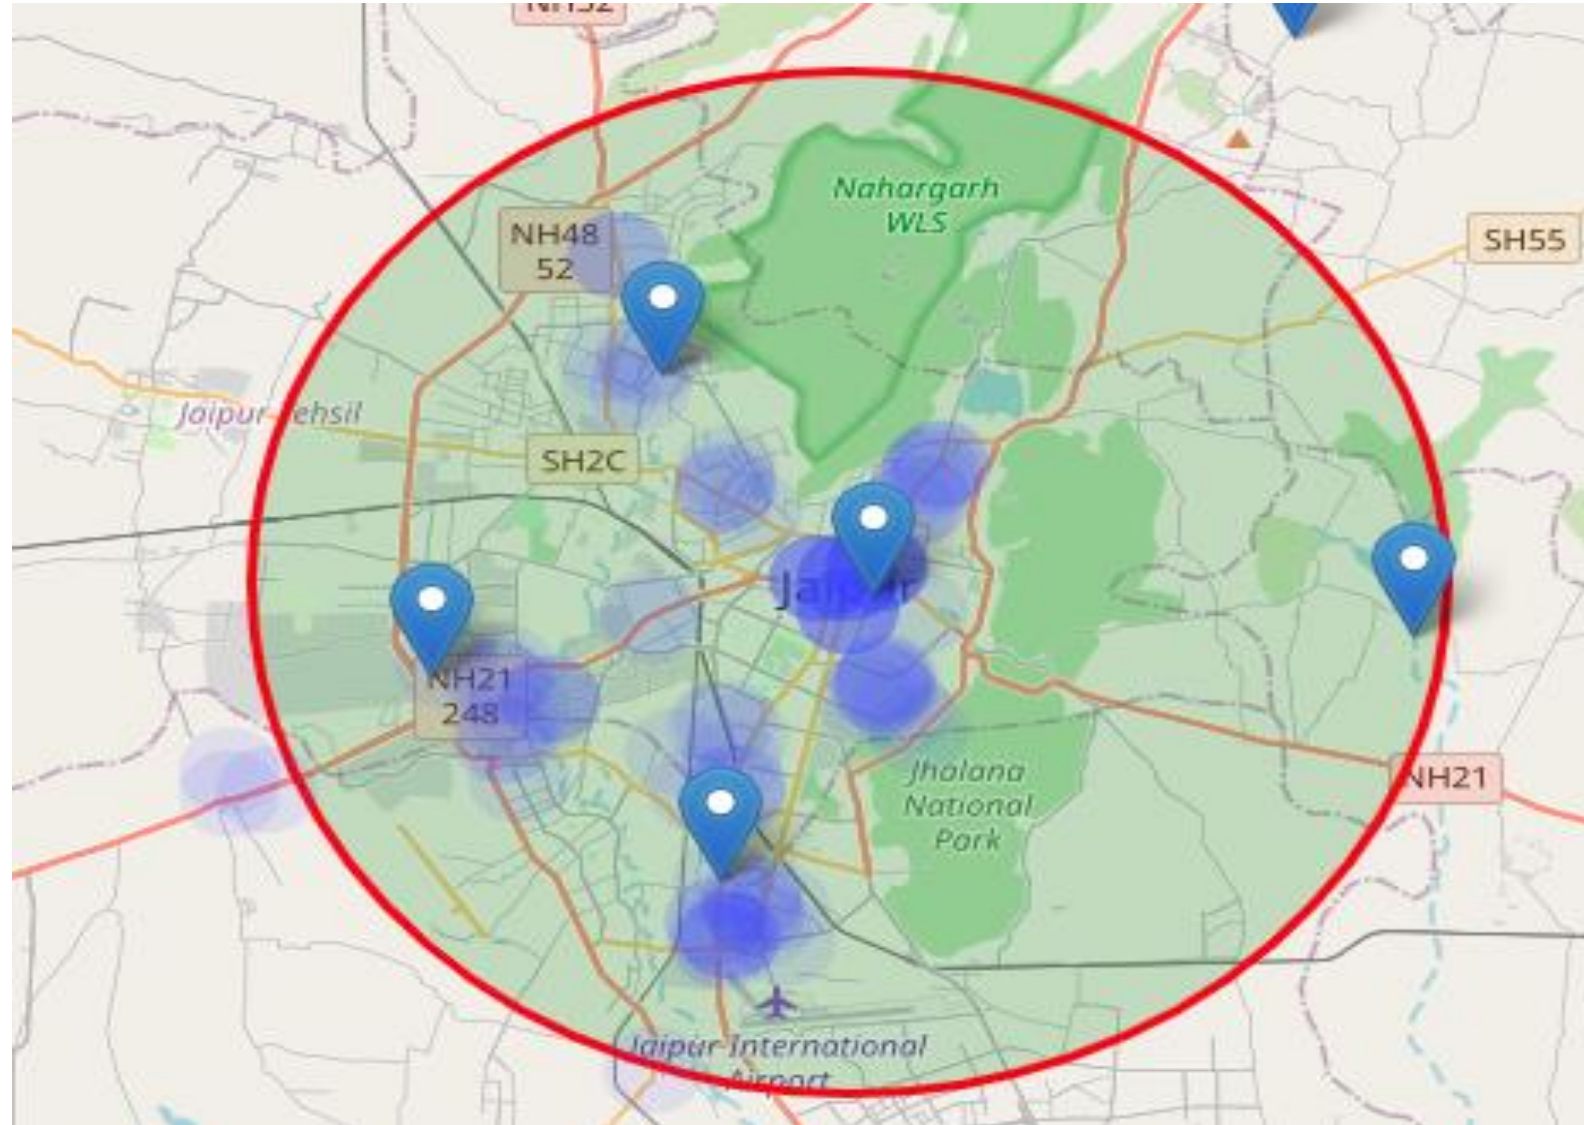 NH52
Nahargarh
WLS
NH48
52
SH55
Jaipur Tehsil
SH2C
Jaipur
NH21
248
Jhalana
National
Park
NH21
Jaipur International
Airport